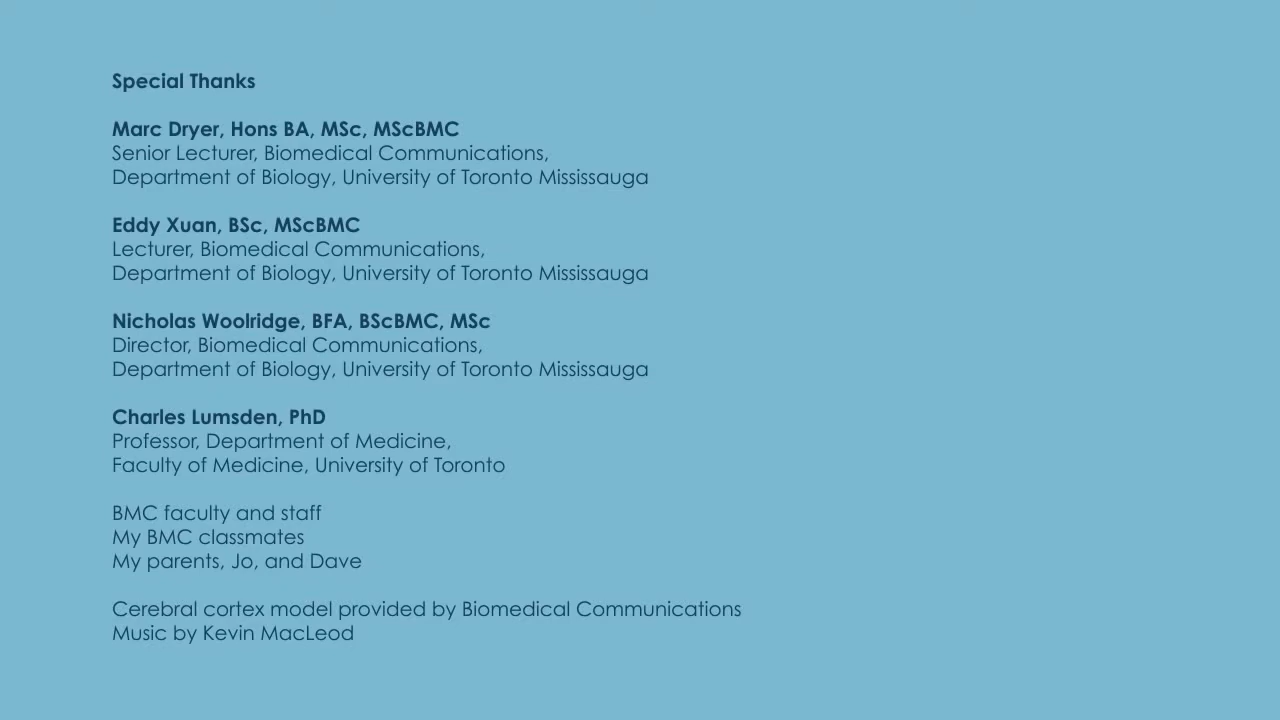 Special Thanks
Marc Dryer, Hons BA, MSc, MScBMC
Senior Lecturer, Biomedical Communications,
Department of Biology, University of Toronto Mississauga
Eddy Xuan, BSc, MScBMC
Lecturer, Biomedical Communications,
Department of Biology, University of Toronto Mississauga
Nicholas Woolridge, BFA, BScBMC, MSc
Director, Biomedical Communications,
Department of Biology, University of Toronto Mississauga
Charles Lumsden, PhD
Professor, Department of Medicine,
Faculty of Medicine, University of Toronto
BMC faculty and staff
My BMC classmates
My parents, Jo, and Dave
Cerebral cortex model provided by Biomedical Communications
Music by Kevin MacLeod